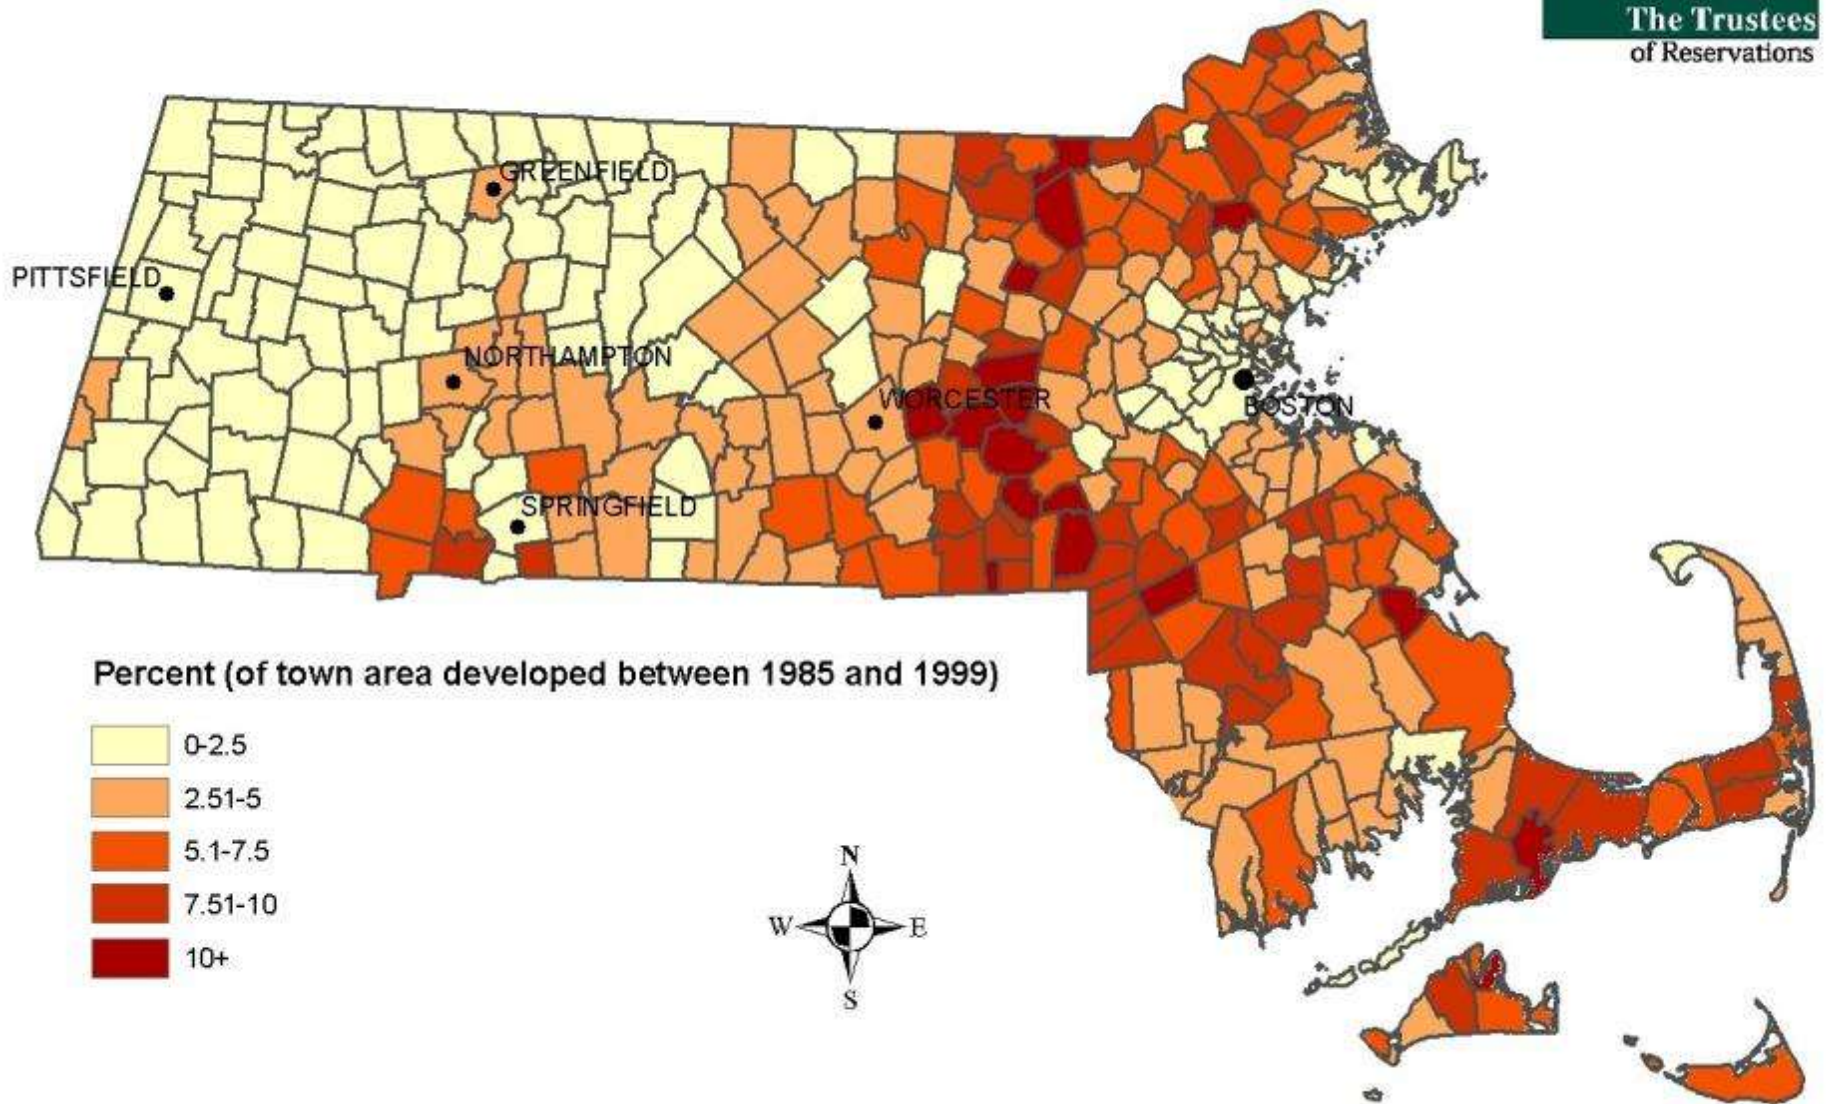 The Trustees
of Reservations
GREENFIELD
PITTSFIELD
NORTHAMPTON
WORCESTER
BOSTON
SPRINGFIELD
Percent (of town area developed between 1985 and 1999)
0-2.5
2.51-5
5.1-7.5
7.51-10
10+
N
W E
S